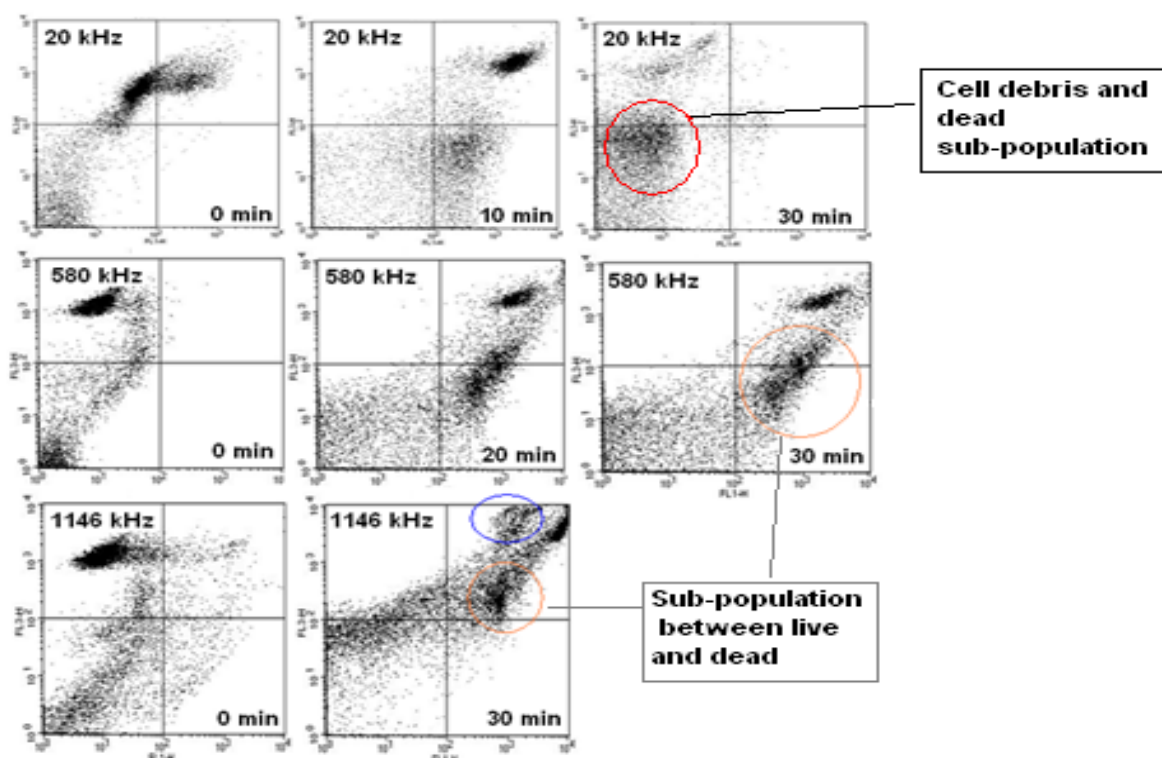 20 kHz
0 min
20 kHz
10 min
20 kHz
30 min
Cell debris and
dead
sub-population
580 kHz
0 min
580 kHz
20 min
580 kHz
30 min
FL1-H
1146 kHz
0 min
1146 kHz
30 min
Sub-population
between live
and dead